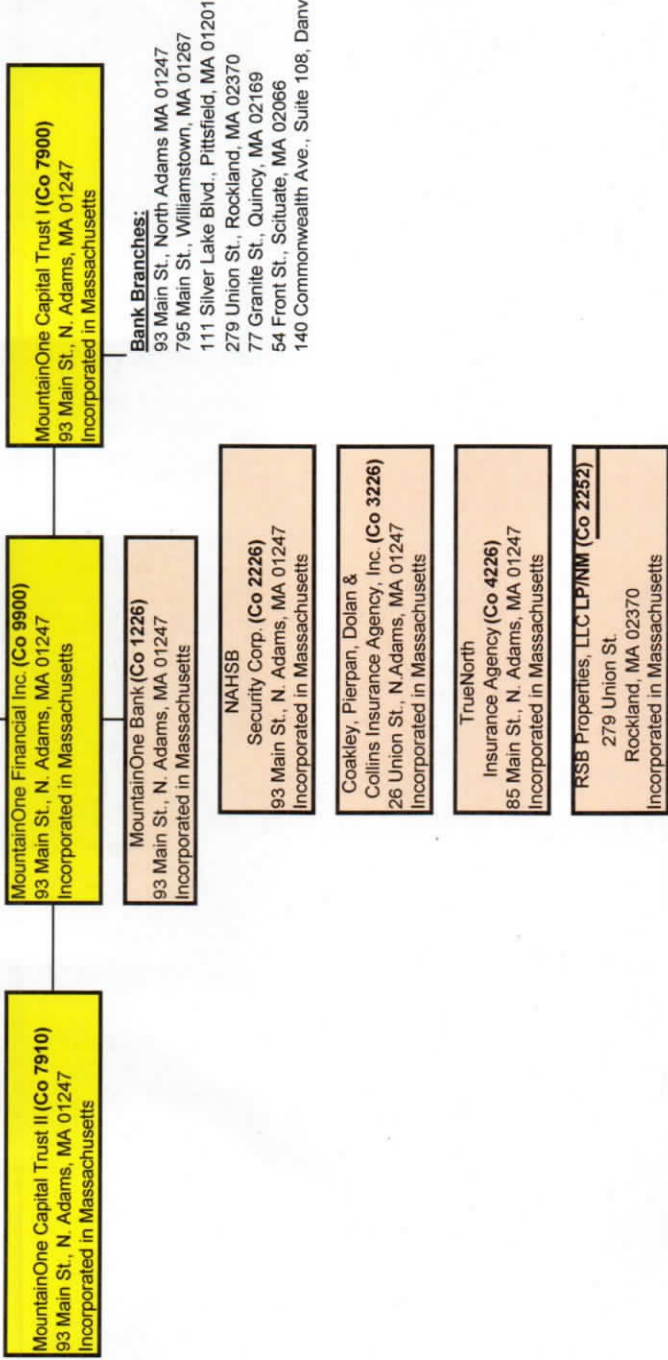 MountainOne Capital Trust II (Co 7910)
93 Main St., N. Adams, MA 01247
Incorporated in Massachusetts
MountainOne Financial Inc. (Co 9900)
93 Main St., N. Adams, MA 01247
Incorporated in Massachusetts
MountainOne Capital Trust I (Co 7900)
93 Main St., N. Adams, MA 01247
Incorporated in Massachusetts
MountainOne Bank (Co 1226)
93 Main St., N. Adams, MA 01247
Incorporated in Massachusetts
Bank Branches:
93 Main St., North Adams MA 01247
795 Main St., Williamstown, MA 01267
111 Silver Lake Blvd., Pittsfield, MA 01201
279 Union St., Rockland, MA 02370
77 Granite St., Quincy, MA 02169
54 Front St., Scituate, MA 02066
140 Commonwealth Ave., Suite 108, Danv
NAHSB
Security Corp. (Co 2226)
93 Main St., N. Adams, MA 01247
Incorporated in Massachusetts
Coakley, Pierpan, Dolan &
Collins Insurance Agency, Inc. (Co 3226)
26 Union St., N.Adams, MA 01247
Incorporated in Massachusetts
TrueNorth
Insurance Agency (Co 4226)
85 Main St., N. Adams, MA 01247
Incorporated in Massachusetts
RSB Properties, LLC LP/NM (Co 2252)
279 Union St.
Rockland, MA 02370
Incorporated in Massachusetts